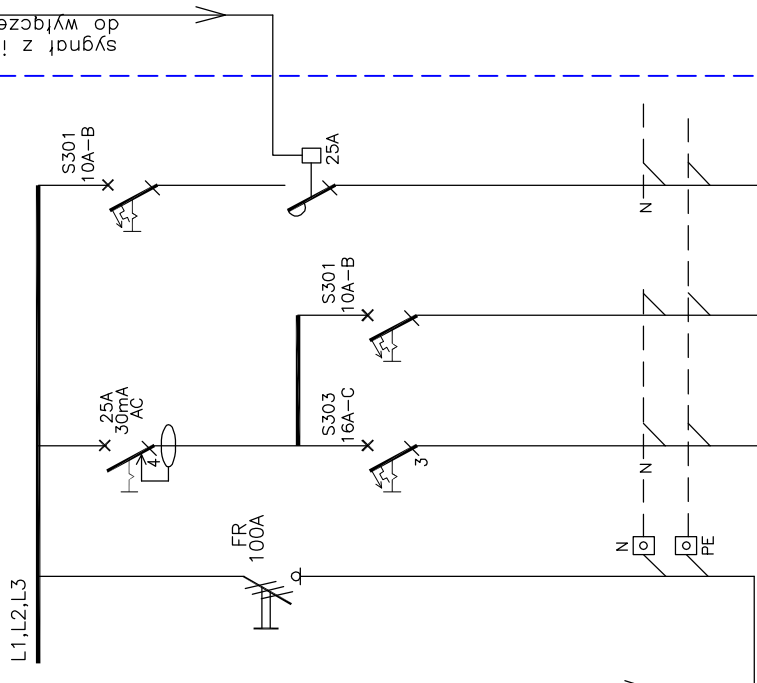 sygnał z i
do wyłącze
S301
10A-B
25A
N
S301
10A-B
25A
30mA
AC
4
S303
16A-C
3
N
FR
100A
N
PE
L1,L2,L3